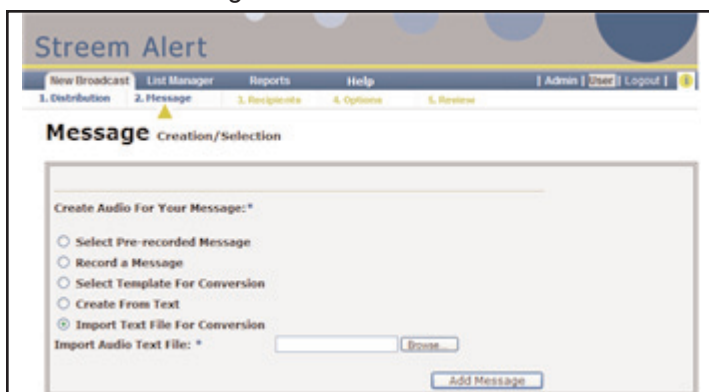 Streem Alert
New Broadcast List Manager Reports Help | Admin | User | Logout |
1. Distribution 2. Message 3. Recipients 4. Options 5. Review
Message Creation/Selection
Create Audio For Your Message:*
Select Pre-recorded Message
Record a Message
Select Template For Conversion
Create From Text
Import Text File For Conversion
Import Audio Text File: * Browse...
Add Message